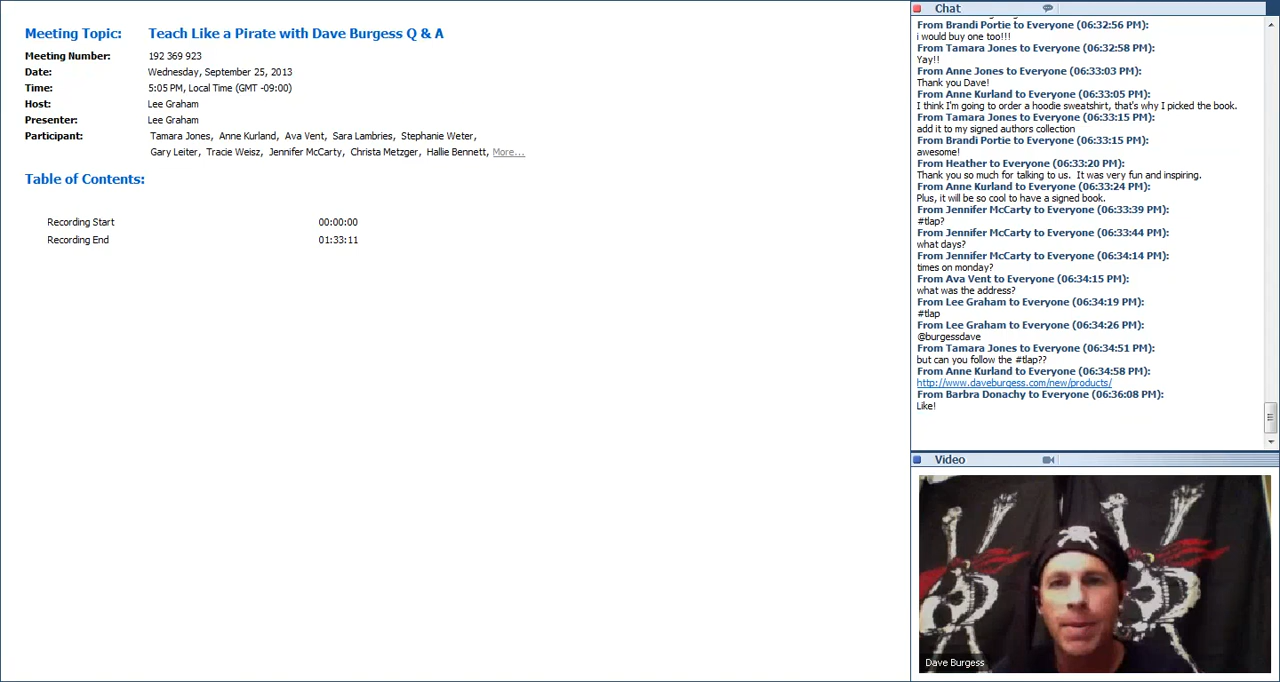 Meeting Topic: Teach Like a Pirate with Dave Burgess Q & A
Meeting Number: 192 369 923
Date: Wednesday, September 25, 2013
Time: 5:05 PM, Local Time (GMT -09:00)
Host: Lee Graham
Presenter: Lee Graham
Participant: Tamara Jones, Anne Kurland, Ava Vent, Sara Lambries, Stephanie Weter,
Gary Leiter, Tracie Weisz, Jennifer McCarty, Christa Metzger, Hallie Bennett, More...
Table of Contents:
Recording Start 00:00:00
Recording End 01:33:11
Chat
From Brandi Portie to Everyone (06:32:56 PM):
i would buy one too!!!
From Tamara Jones to Everyone (06:32:58 PM):
Yay!!
From Anne Jones to Everyone (06:33:03 PM):
Thank you Dave!
From Anne Kurland to Everyone (06:33:05 PM):
I think I'm going to order a hoodie sweatshirt, that's why I picked the book.
From Tamara Jones to Everyone (06:33:15 PM):
add it to my signed authors collection
From Brandi Portie to Everyone (06:33:15 PM):
awesome!
From Heather to Everyone (06:33:20 PM):
Thank you so much for talking to us. It was very fun and inspiring.
From Anne Kurland to Everyone (06:33:24 PM):
Plus, it will be so cool to have a signed book.
From Jennifer McCarty to Everyone (06:33:39 PM):
#tlap?
From Jennifer McCarty to Everyone (06:33:44 PM):
what days?
From Jennifer McCarty to Everyone (06:34:14 PM):
times on monday?
From Ava Vent to Everyone (06:34:15 PM):
what was the address?
From Lee Graham to Everyone (06:34:19 PM):
#tlap
From Lee Graham to Everyone (06:34:26 PM):
@burgessdave
From Tamara Jones to Everyone (06:34:51 PM):
but can you follow the #tlap??
From Anne Kurland to Everyone (06:34:58 PM):
http://www.daveburgess.com/new/products/
From Barbra Donachy to Everyone (06:36:08 PM):
Like!
Video
Dave Burgess